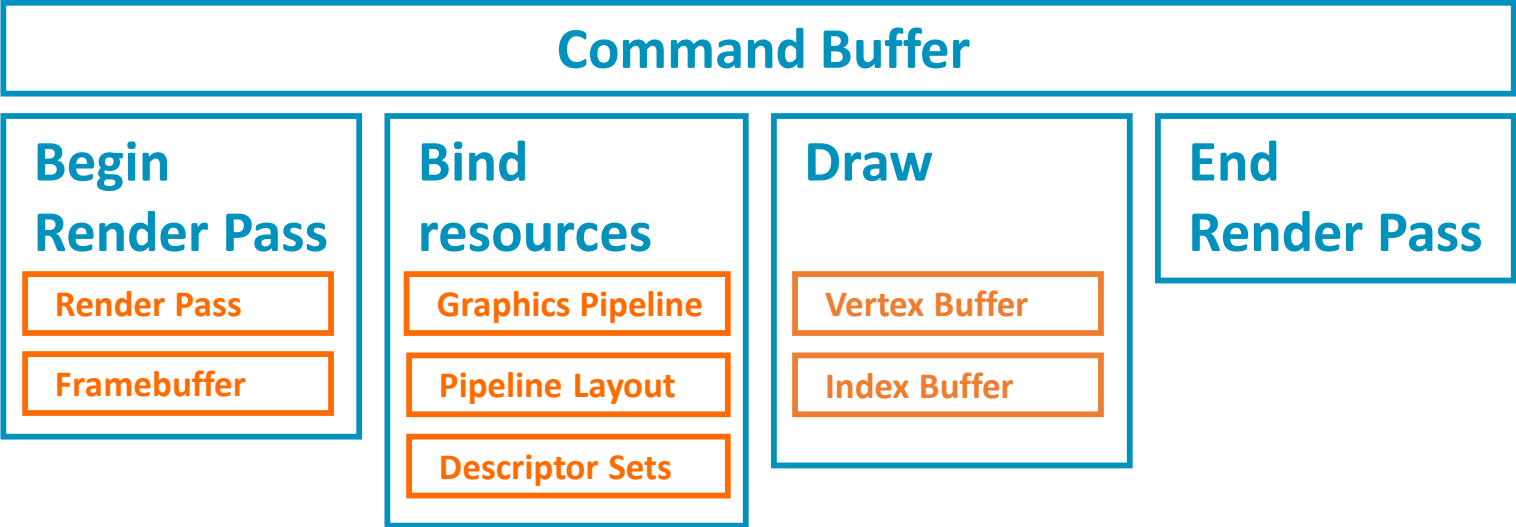 Command Buffer
Begin
Render Pass
Render Pass
Framebuffer
Bind
resources
Graphics Pipeline
Pipeline Layout
Descriptor Sets
Draw
Vertex Buffer
Index Buffer
End
Render Pass